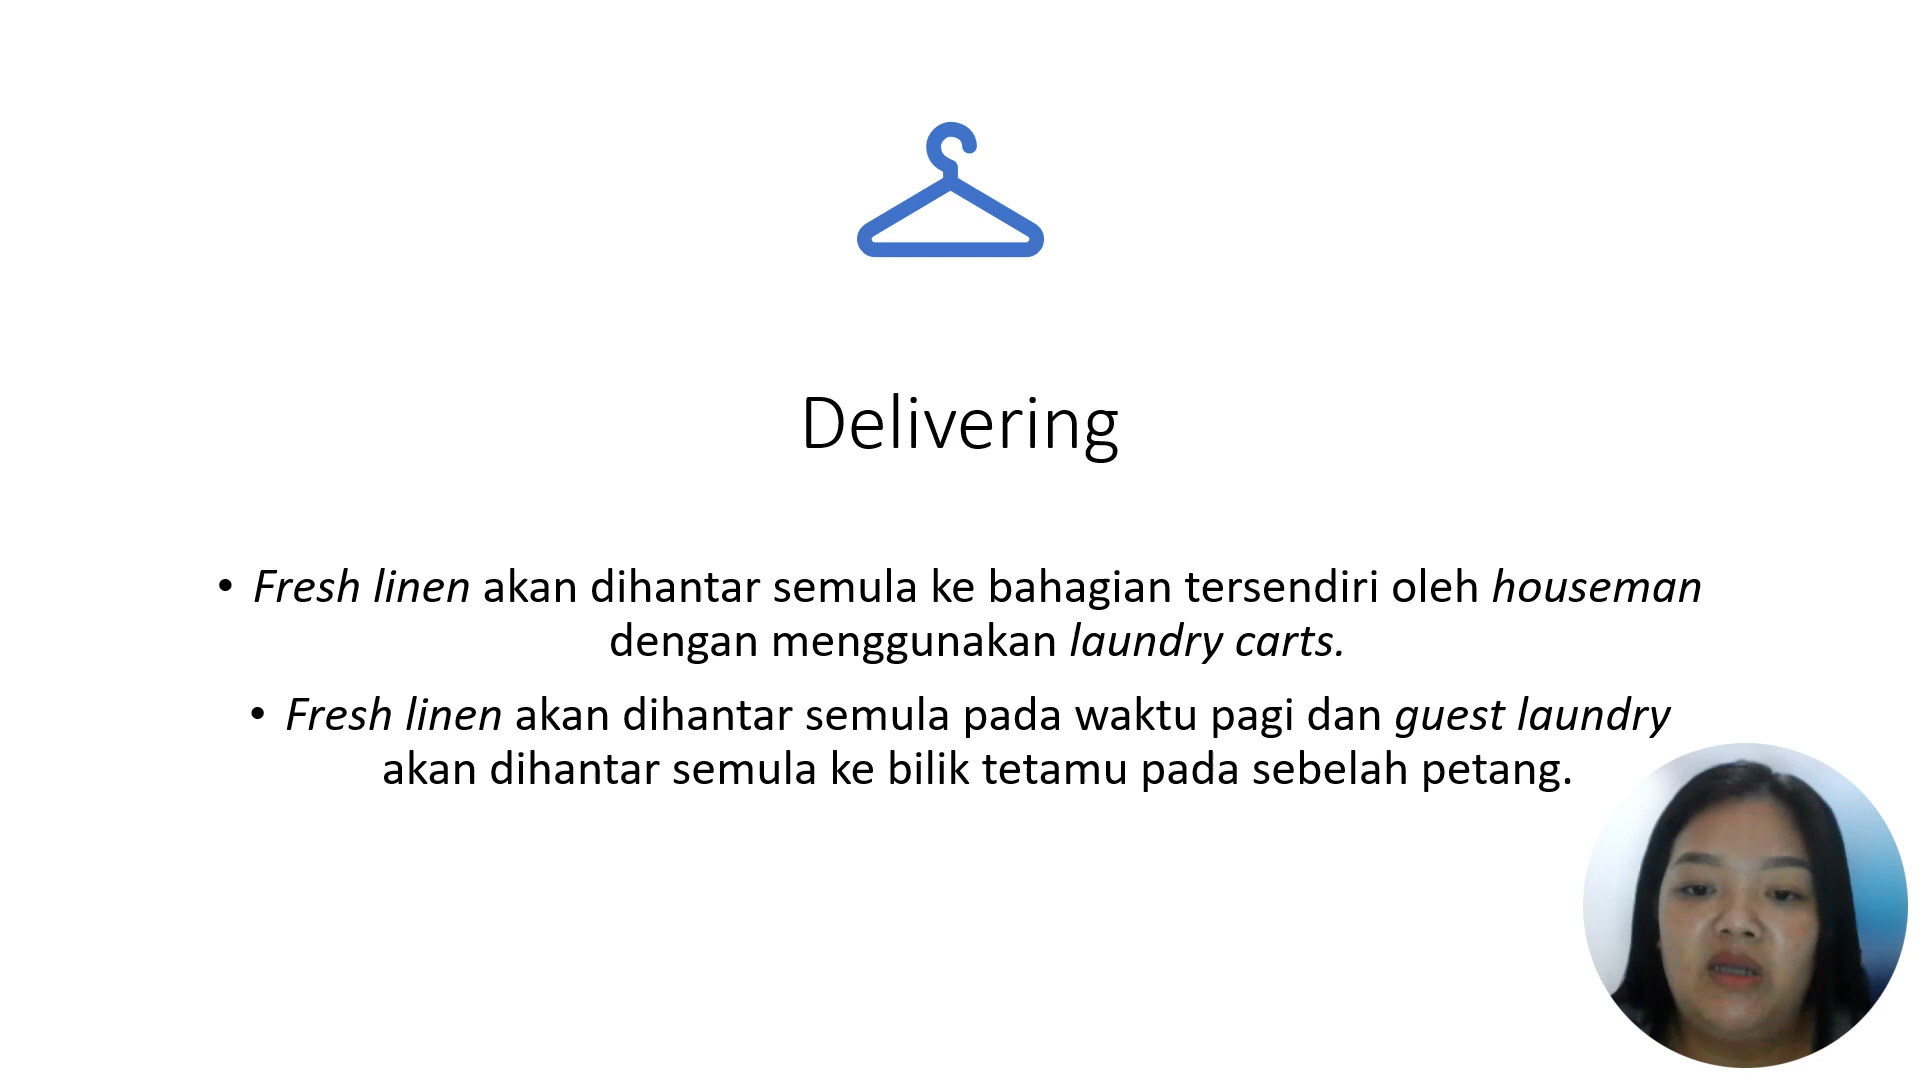 Delivering
• Fresh linen akan dihantar semula ke bahagian tersendiri oleh houseman
dengan menggunakan laundry carts.
• Fresh linen akan dihantar semula pada waktu pagi dan guest laundry
akan dihantar semula ke bilik tetamu pada sebelah petang.